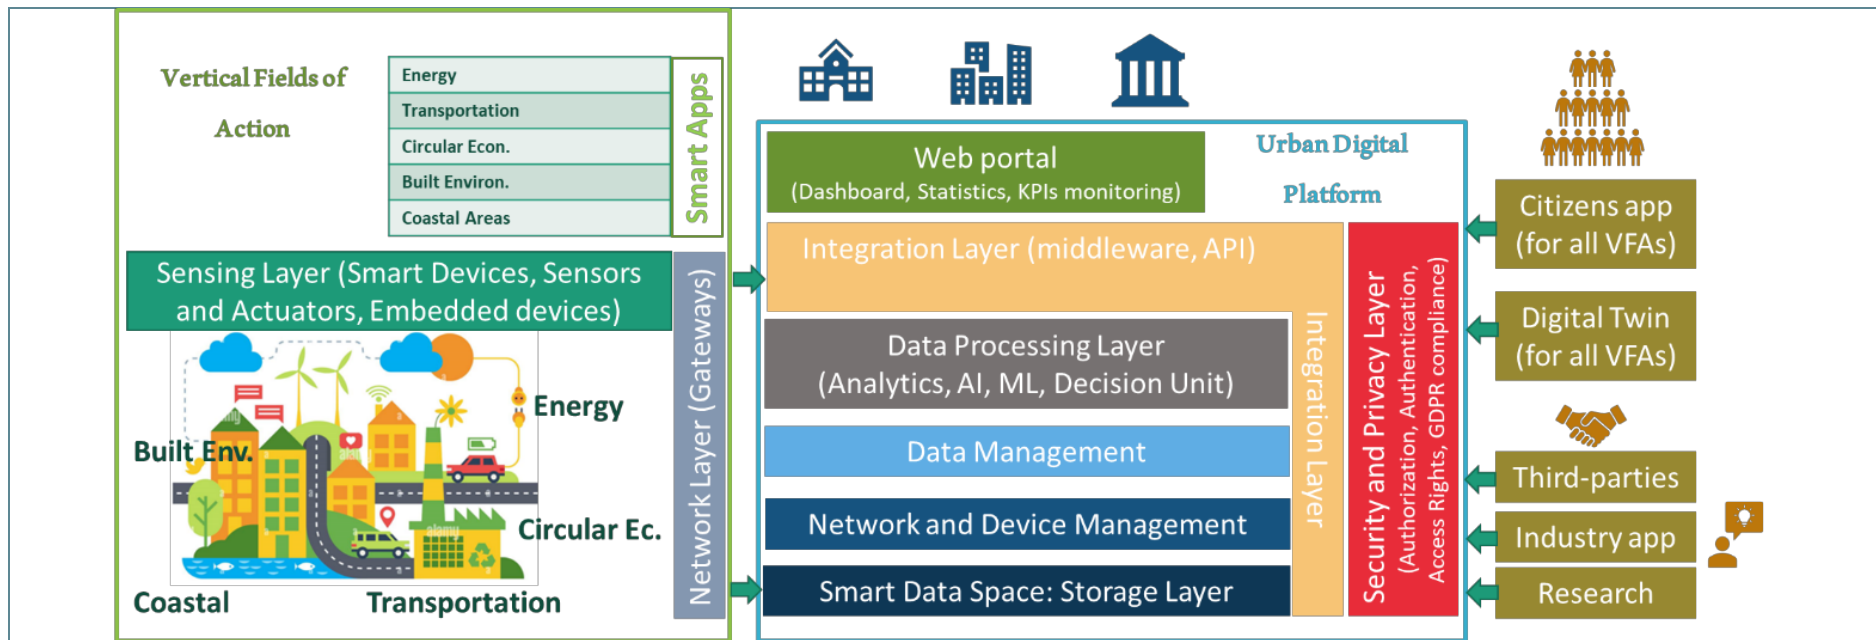 Vertical Fields of
Action
Energy
Transportation
Circular Econ.
Built Environ.
Coastal Areas
Smart Apps
Sensing Layer (Smart Devices, Sensors
and Actuators, Embedded devices)
Network Layer (Gateways)
Energy
Built Env.
Circular Ec.
Coastal
Transportation
alamy
Urban Digital
Platform
Web portal
(Dashboard, Statistics, KPIs monitoring)
Integration Layer (middleware, API)
Integration Layer
Data Processing Layer
(Analytics, AI, ML, Decision Unit)
Data Management
Network and Device Management
Smart Data Space: Storage Layer
Security and Privacy Layer
(Authorization, Authentication,
Access Rights, GDPR compliance)
Citizens app
(for all VFAs)
Digital Twin
(for all VFAs)
Third-parties
Industry app
Research